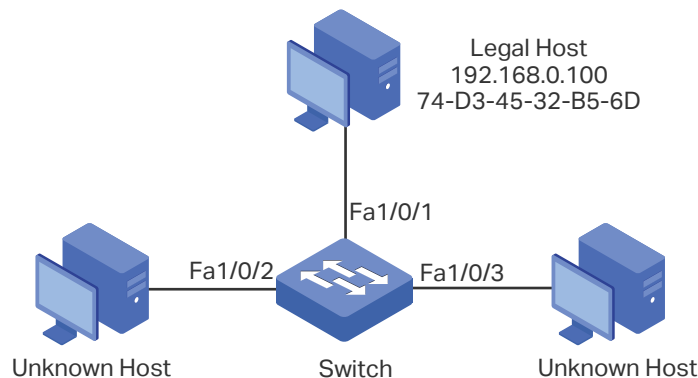 Legal Host
192.168.0.100
74-D3-45-32-B5-6D
Fa1/0/1
Fa1/0/2
Fa1/0/3
Unknown Host
Switch
Unknown Host